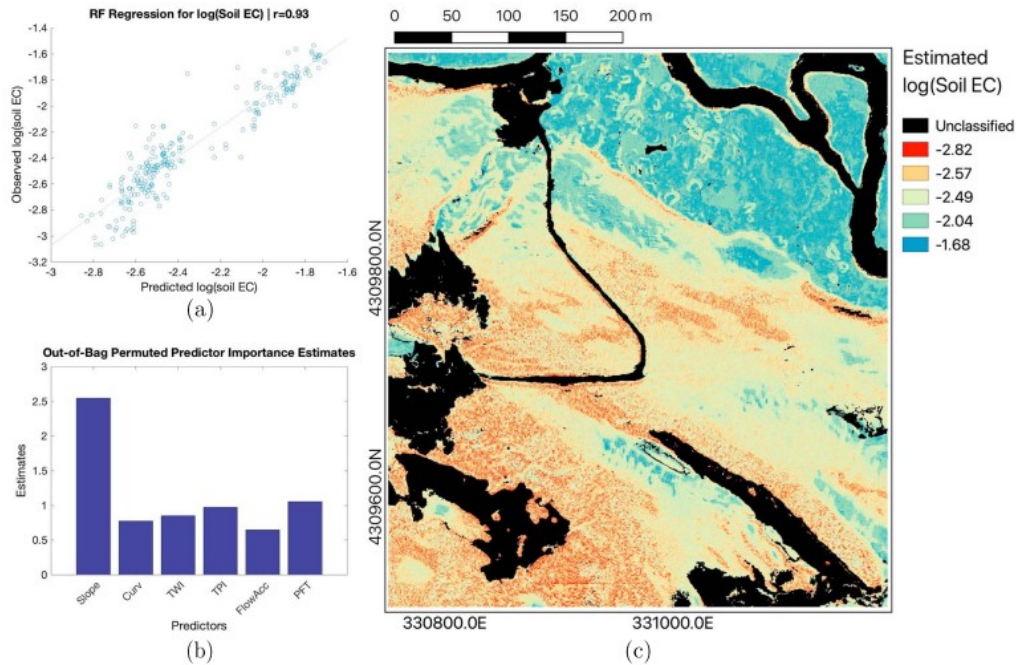 RF Regression for log(Soil EC) | r=0.93
-1.4
-1.6
-1.8
-2
-2.2
-2.4
-2.6
-2.8
-3
-3.2
Observed log(soil EC)
-3 -2.8 -2.6 -2.4 -2.2 -2 -1.8 -1.6
Predicted log(soil EC)
(a)
Out-of-Bag Permuted Predictor Importance Estimates
3
2.5
2
1.5
1
0.5
0
Estimates
Slope Curv TWI TPI FlowAcc PFT
Predictors
(b)
0 50 100 150 200 m
4309800.0N
4309600.0N
330800.0E 331000.0E
(c)
Estimated
log(Soil EC)
Unclassified
-2.82
-2.57
-2.49
-2.04
-1.68